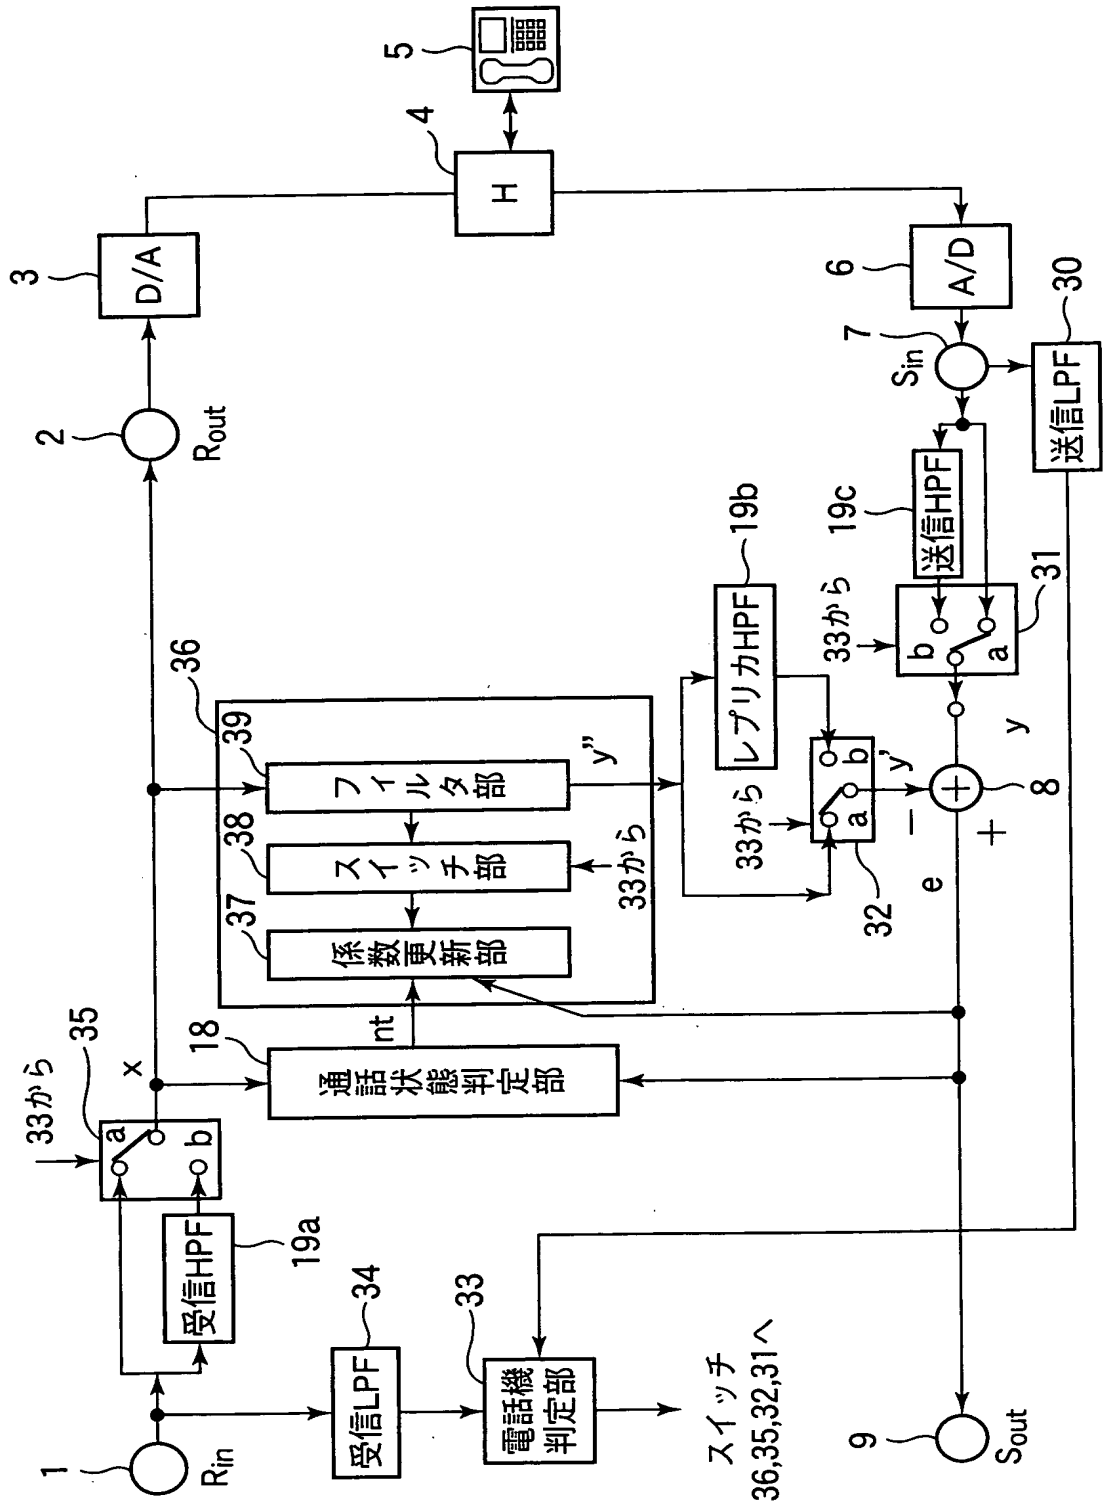 1
Rin
33から
35
a
b
x
受信HPF
19a
受信LPF
34
電話機
判定部
33
スイッチ
36,35,32,31へ
通話状態判定部
18
nt
36
係数更新部
37
スイッチ部
38
33から
フィルタ部
39
y"
2
Rout
3
D/A
4
H
5
6
A/D
7
Sin
送信LPF
30
送信HPF
19c
33から
b
a
31
レプリカHPF
19b
33から
a
b
32
y'
y
−
+
+
8
e
9
Sout